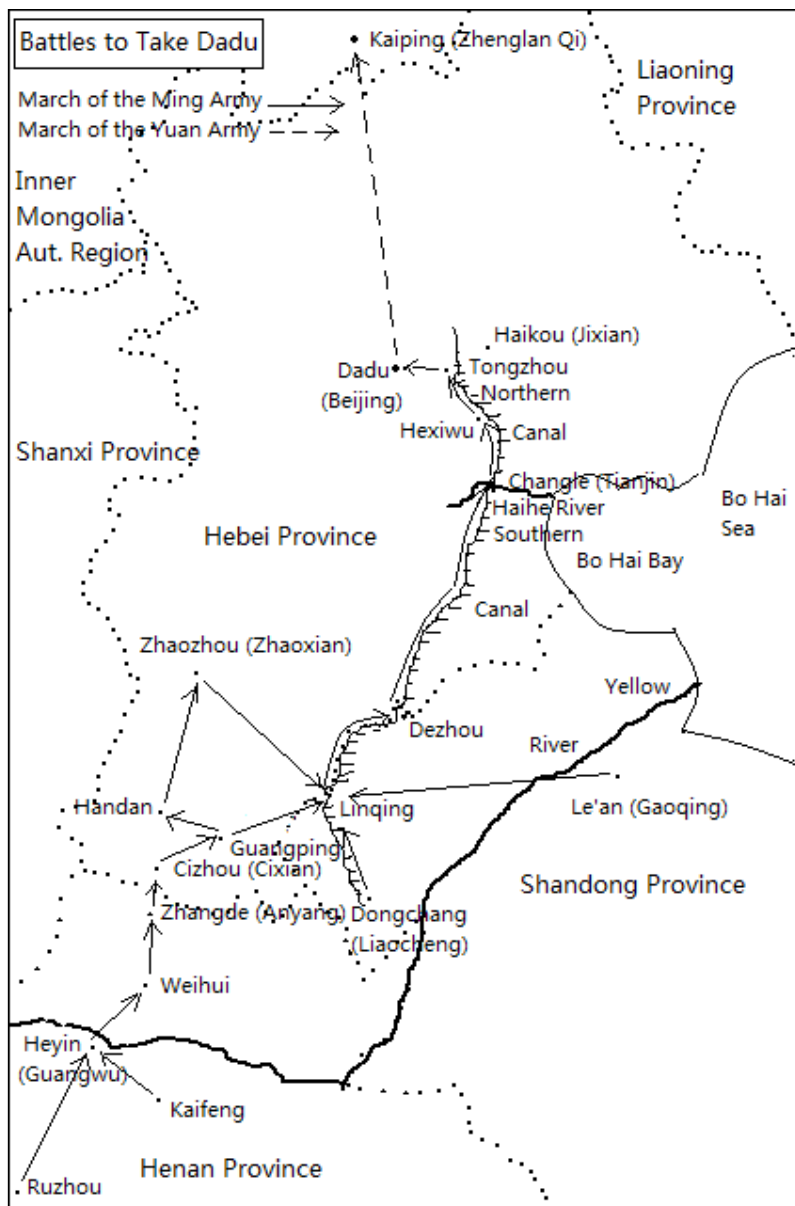 Battles to Take Dadu
Kaiping (Zhenglan Qi)
Liaoning
Province
March of the Ming Army
March of the Yuan Army
Inner
Mongolia
Aut. Region
Haikou (Jixian)
Dadu
(Beijing)
Tongzhou
Northern
Hexiwu
Canal
Shanxi Province
Changle (Tianjin)
Haihe River
Bo Hai
Sea
Hebei Province
Southern
Bo Hai Bay
Canal
Zhaozhou (Zhaoxian)
Yellow
Dezhou
River
Handan
Linqing
Le'an (Gaoqing)
Guangping
Cizhou (Cixian)
Shandong Province
Zhangde (Anyang)
Dongchang
(Liaocheng)
Weihui
Heyin
(Guangwu)
Kaifeng
Henan Province
Ruzhou